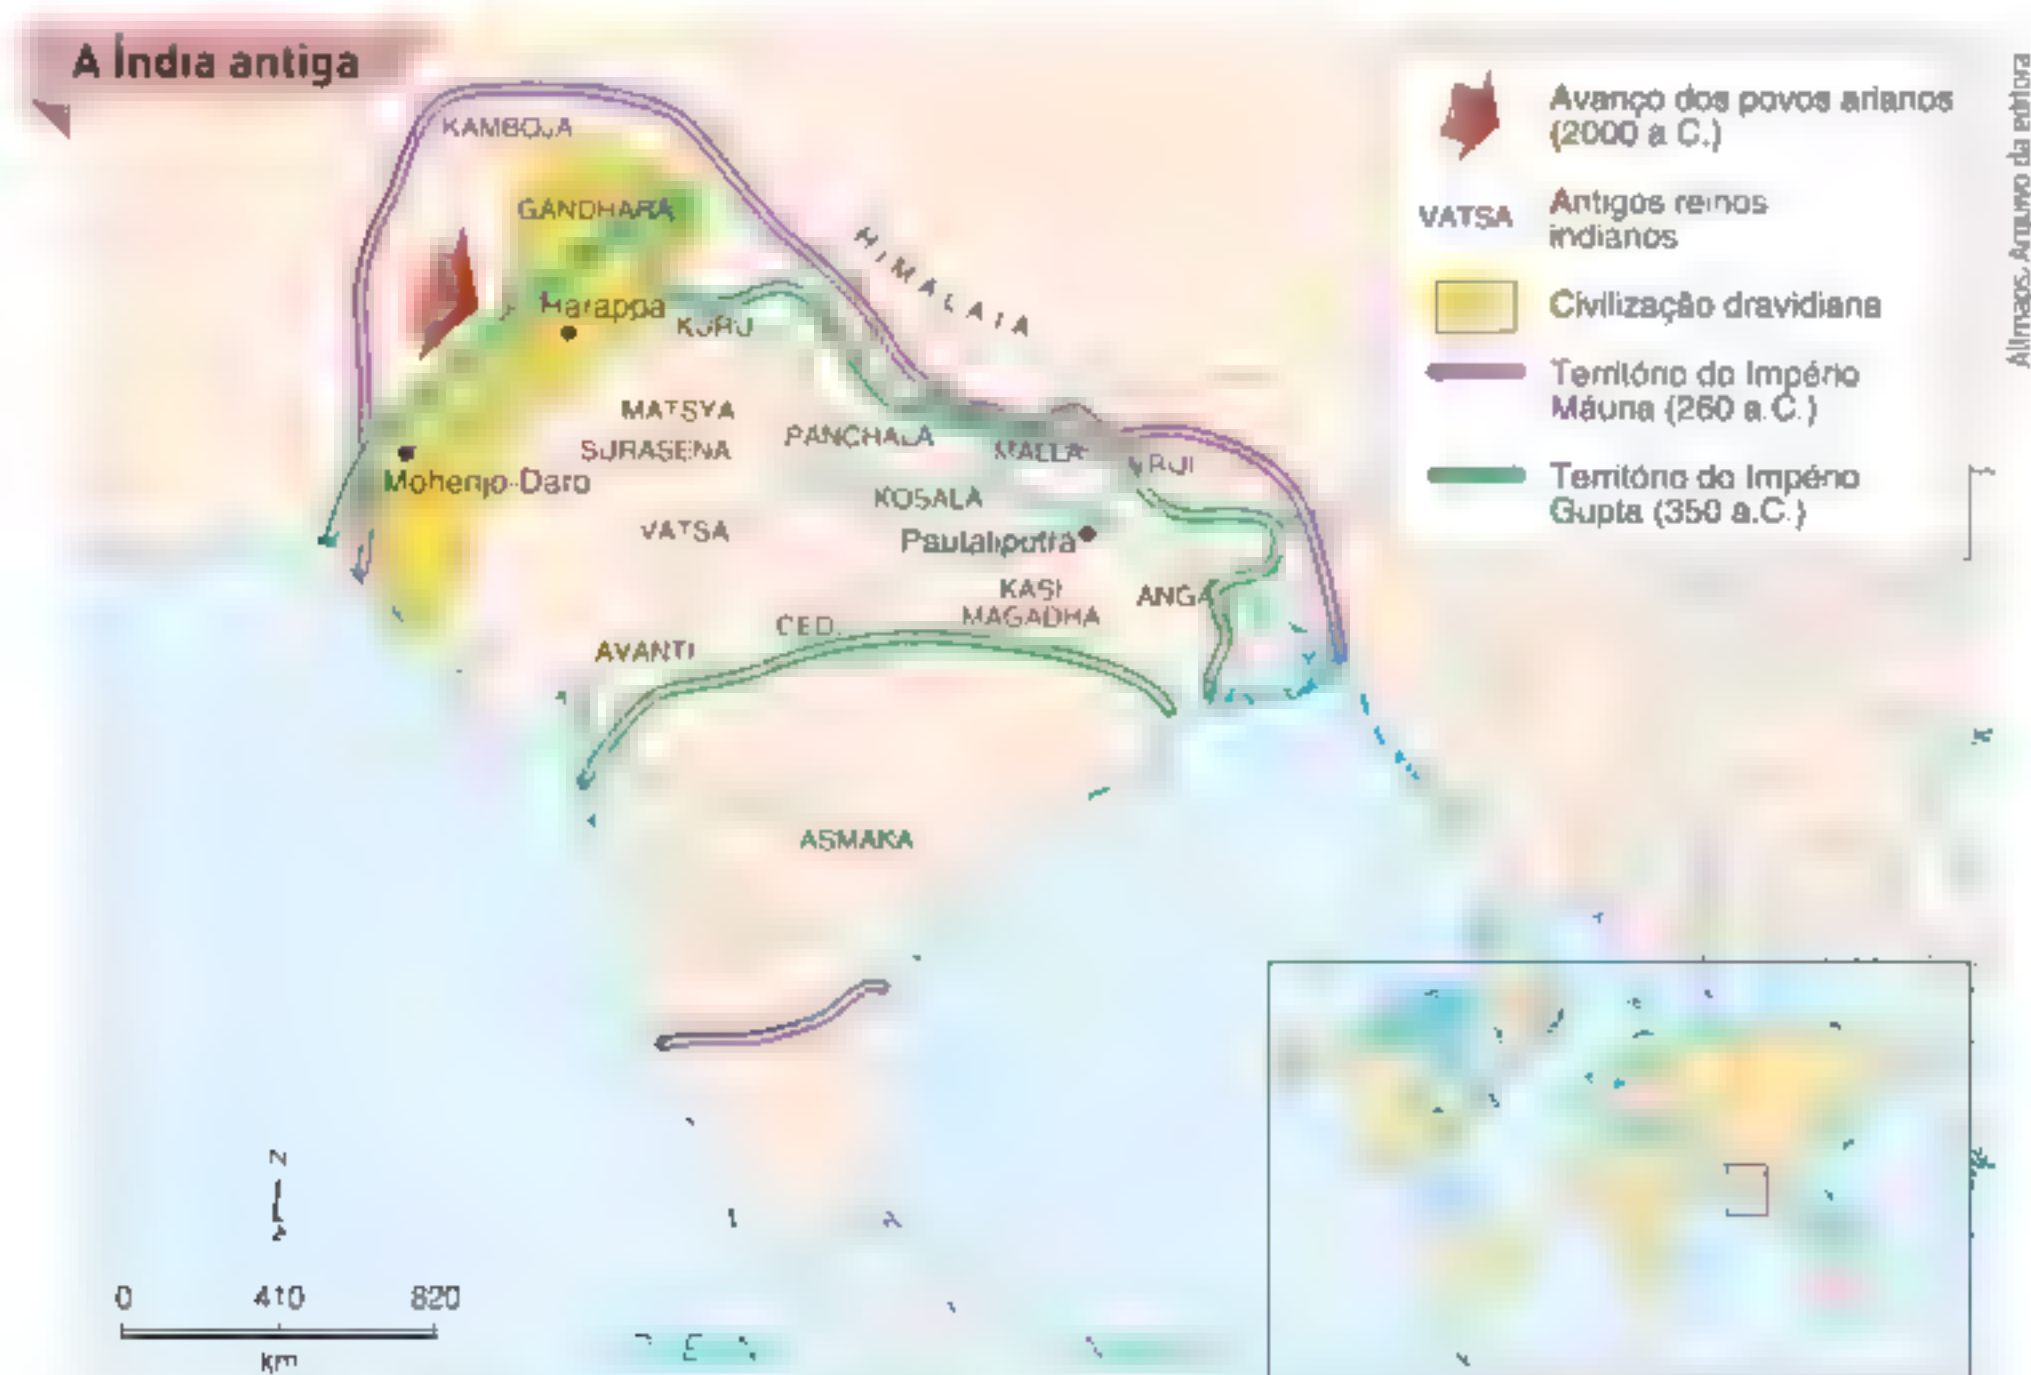 A Índia antiga
Avanço dos povos arianos
(2000 a C.)
VATSA
Antigos reinos
indianos
Civilização dravidiana
Território do Império
Máuria (260 a.C.)
Território do Império
Gupta (350 a.C.)
Allmaps. Arquivo da editora
KAMBOJA
GANDHARA
HIMALAIA
Harappa
KURU
MATSYA
SURASENA
PANCHALA
MALLA
VRIJI
Mohenjo-Daro
KOSALA
VATSA
Pautaliputra
KASI
MAGADHA
ANGA
CEDI
AVANTI
ASMAKA
N
0 410 820
km